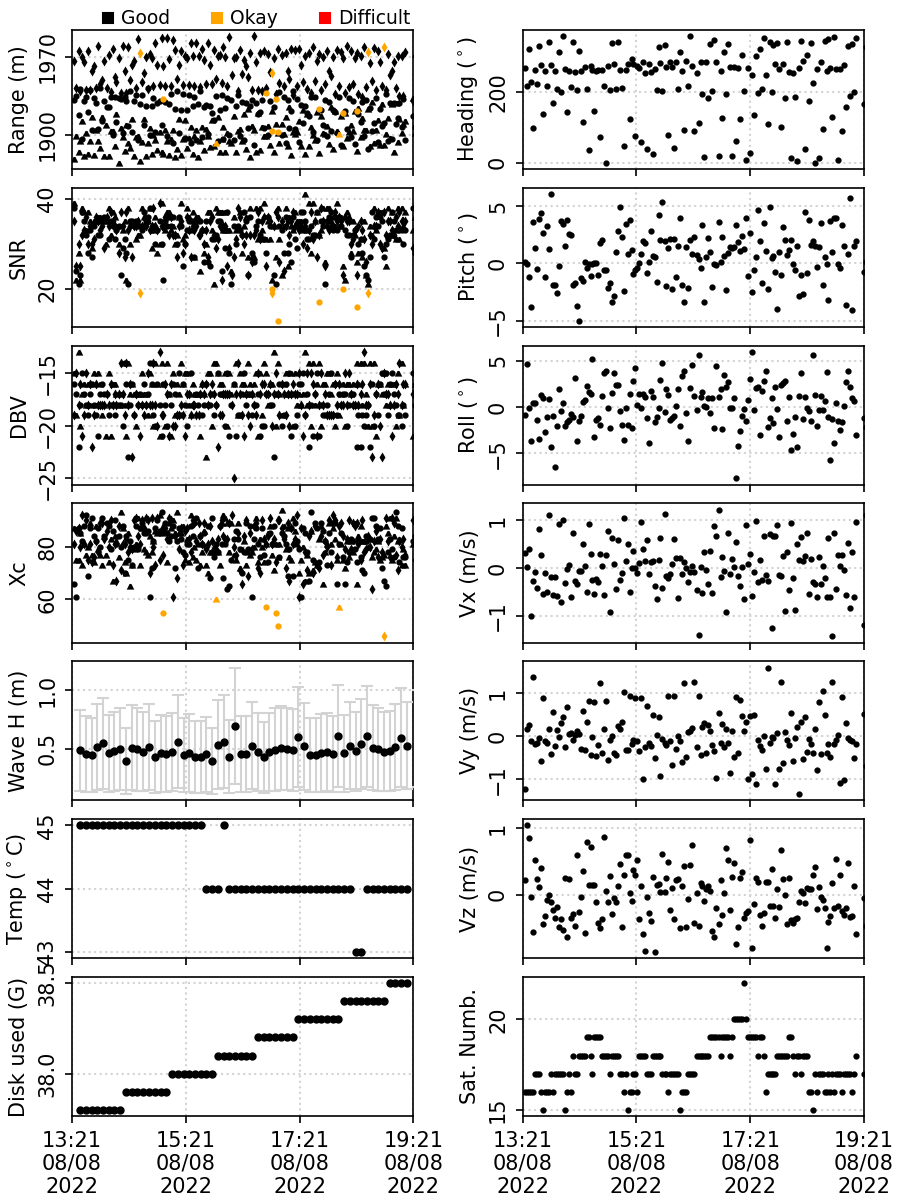 Good Okay Difficult
Range (m)
1970
1900
Heading (°)
200
0
SNR
40
20
Pitch (°)
5
0
−5
DBV
−15
−20
−25
Roll (°)
5
0
−5
Xc
80
60
Vx (m/s)
1
0
−1
Wave H (m)
1.0
0.5
Vy (m/s)
1
0
−1
Temp (°C)
45
44
43
Vz (m/s)
1
0
Disk used (G)
38.5
38.0
Sat. Numb.
20
15
13:21 15:21 17:21 19:21
08/08 08/08 08/08 08/08
2022 2022 2022 2022
13:21 15:21 17:21 19:21
08/08 08/08 08/08 08/08
2022 2022 2022 2022